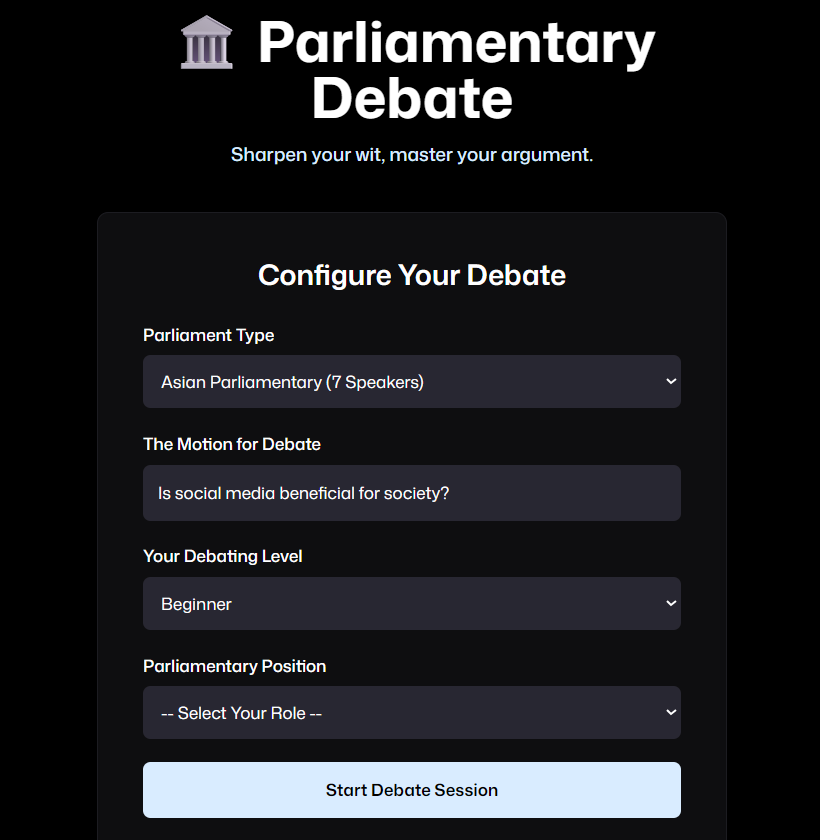 Parliamentary
Debate
Sharpen your wit, master your argument.
Configure Your Debate
Parliament Type
Asian Parliamentary (7 Speakers)
The Motion for Debate
Is social media beneficial for society?
Your Debating Level
Beginner
Parliamentary Position
-- Select Your Role --
Start Debate Session